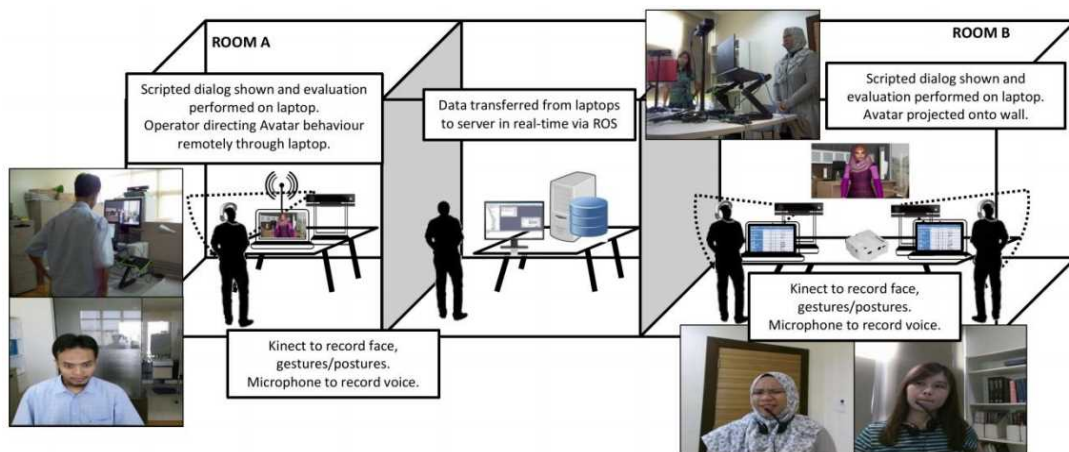 ROOM A
ROOM B
Scripted dialog shown and evaluation
performed on laptop.
Operator directing Avatar behaviour
remotely through laptop.
Data transferred from laptops
to server in real-time via ROS
Scripted dialog shown and
evaluation performed on laptop.
Avatar projected onto wall.
Kinect to record face,
gestures/postures.
Microphone to record voice.
Kinect to record face,
gestures/postures.
Microphone to record voice.